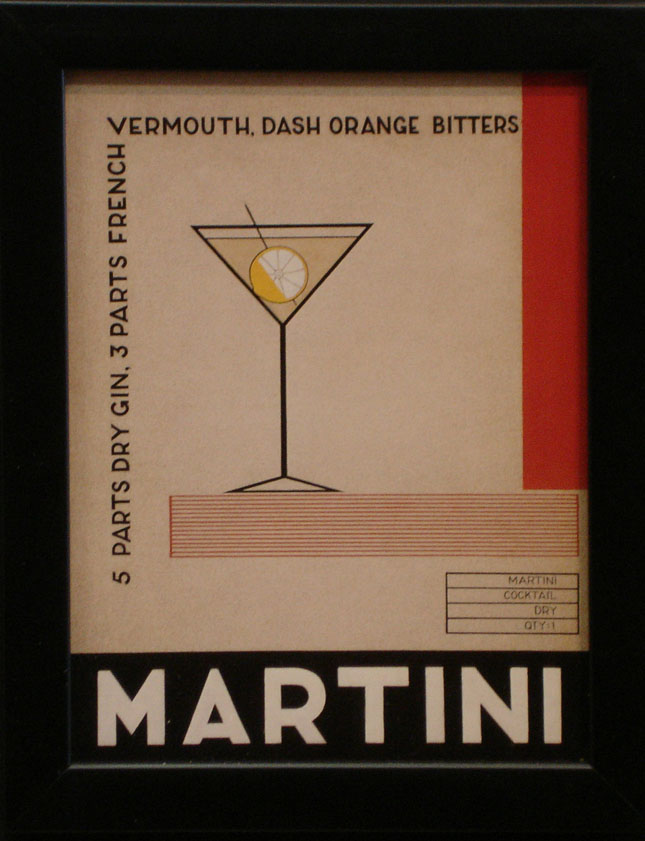 5 PARTS DRY GIN, 3 PARTS FRENCH
VERMOUTH, DASH ORANGE BITTERS
MARTINI
COCKTAIL
DRY
QTY:1
MARTINI